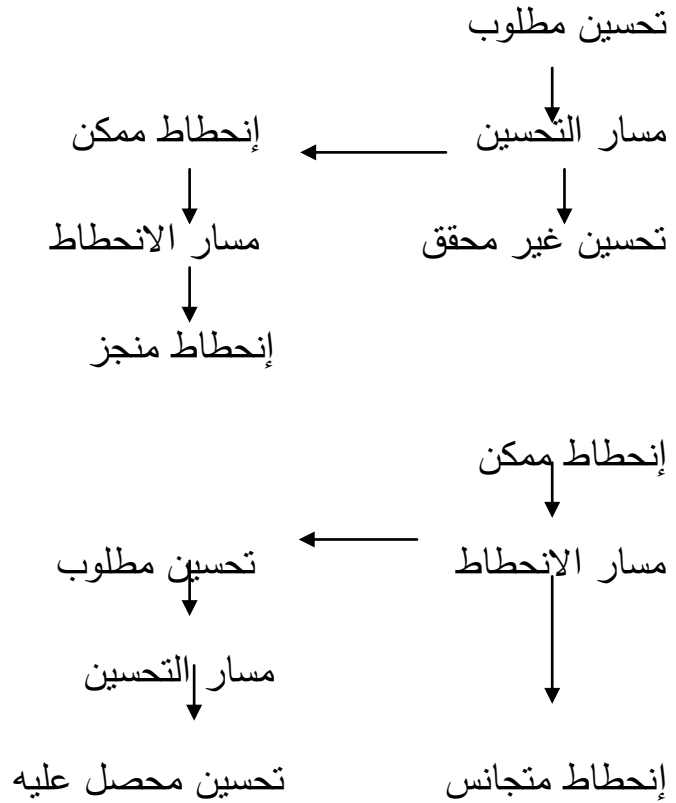 تحسين مطلوب
مسار التحسين
إنحطاط ممكن
تحسين غير محقق
مسار الانحطاط
إنحطاط منجز
إنحطاط ممكن
مسار الانحطاط
تحسين مطلوب
مسار التحسين
إنحطاط متجانس
تحسين محصل عليه